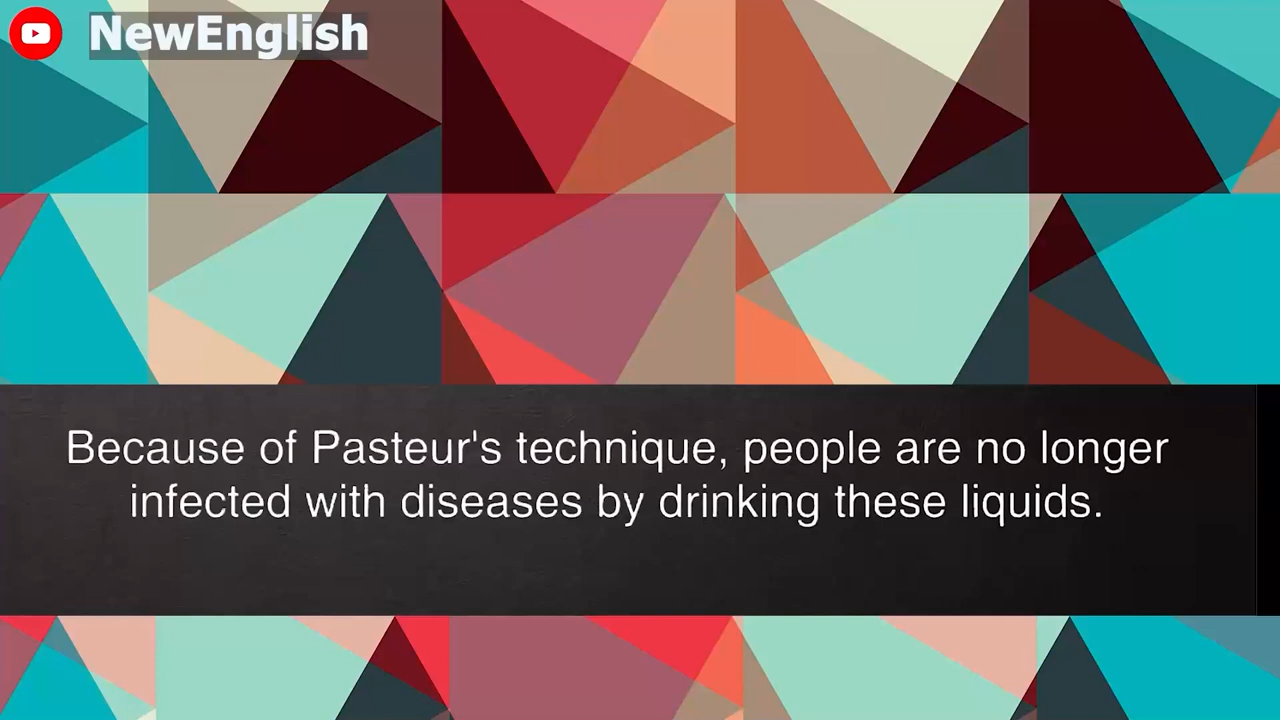 NewEnglish
Because of Pasteur's technique, people are no longer
infected with diseases by drinking these liquids.